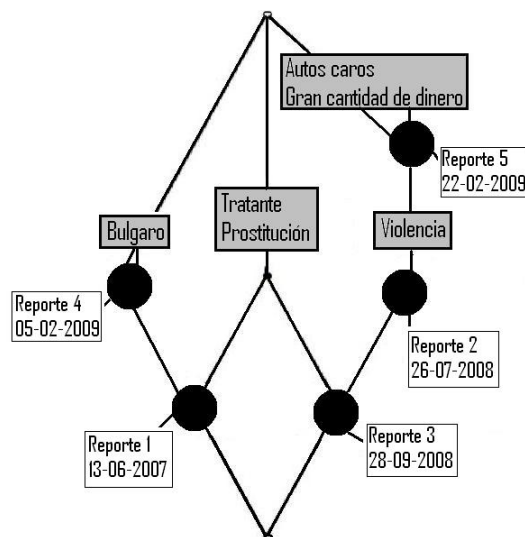 Autos caros
Gran cantidad de dinero
Reporte 5
22-02-2009
Tratante
Prostitución
Bulgaro
Violencia
Reporte 4
05-02-2009
Reporte 2
26-07-2008
Reporte 1
13-06-2007
Reporte 3
28-09-2008